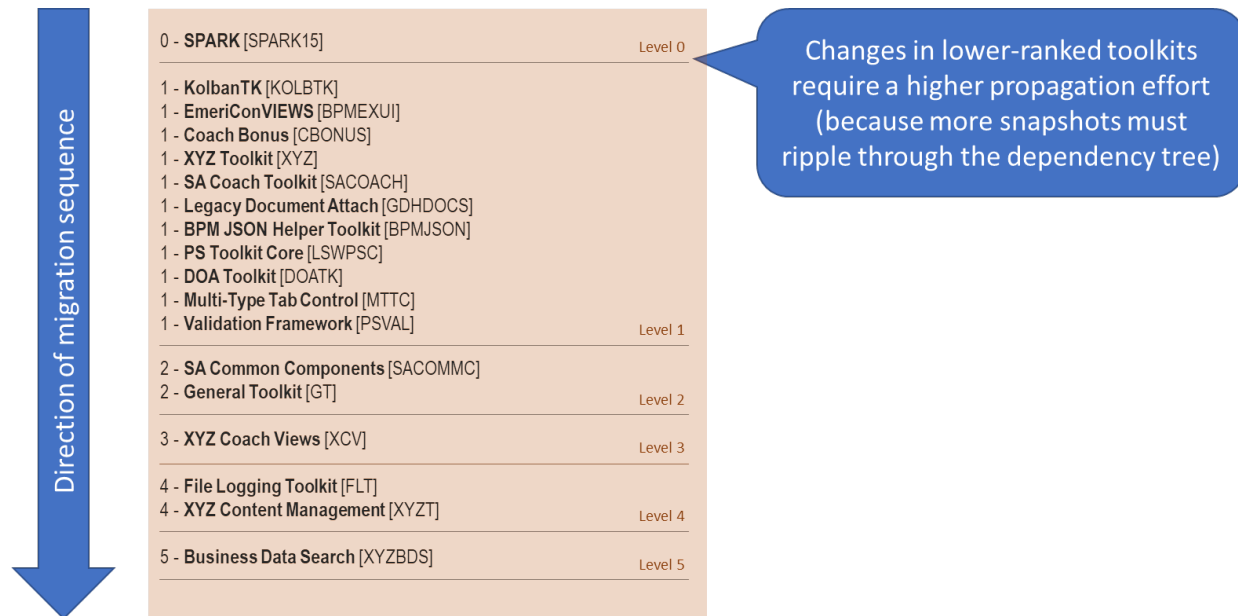 Direction of migration sequence
0 - SPARK [SPARK15]
Level 0
1 - KolbanTK [KOLBTK]
1 - EmeriConVIEWS [BPMEXUI]
1 - Coach Bonus [CBONUS]
1 - XYZ Toolkit [XYZ]
1 - SA Coach Toolkit [SACOACH]
1 - Legacy Document Attach [GDHDOCS]
1 - BPM JSON Helper Toolkit [BPMJSON]
1 - PS Toolkit Core [LSWPSC]
1 - DOA Toolkit [DOATK]
1 - Multi-Type Tab Control [MTTC]
1 - Validation Framework [PSVAL]
Level 1
2 - SA Common Components [SACOMMC]
2 - General Toolkit [GT]
Level 2
3 - XYZ Coach Views [XCV]
Level 3
4 - File Logging Toolkit [FLT]
4 - XYZ Content Management [XYZT]
Level 4
5 - Business Data Search [XYZBDS]
Level 5
Changes in lower-ranked toolkits
require a higher propagation effort
(because more snapshots must
ripple through the dependency tree)